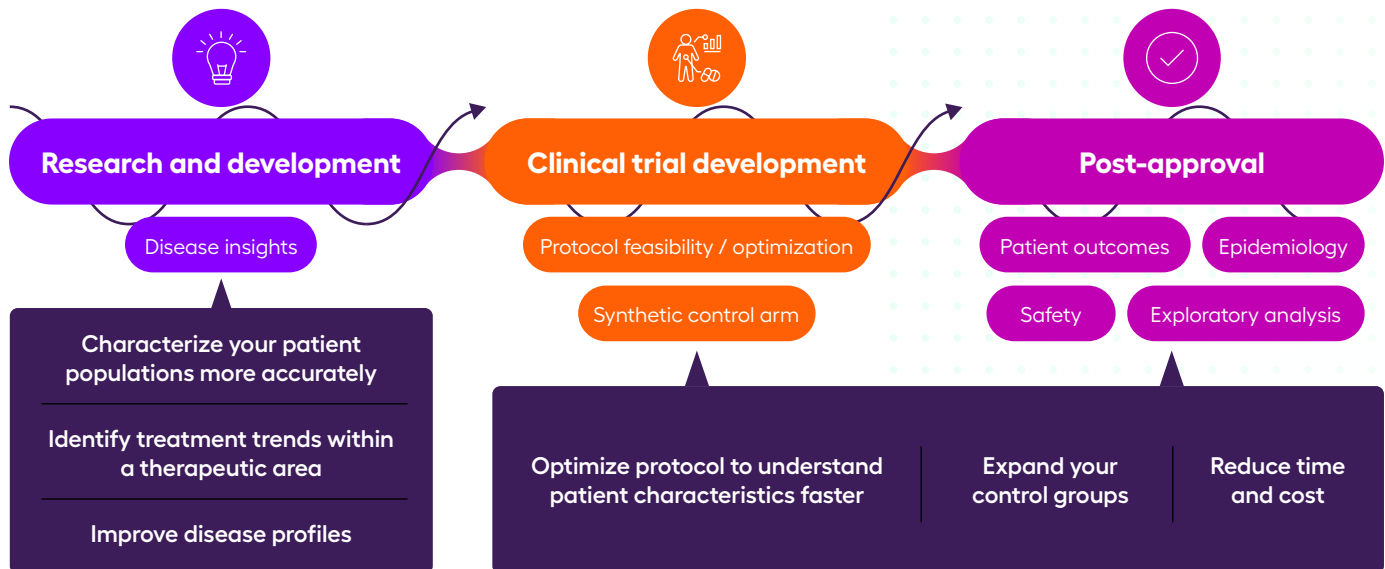 Research and development
Clinical trial development
Post-approval
Disease insights
Protocol feasibility / optimization
Patient outcomes
Epidemiology
Synthetic control arm
Safety
Exploratory analysis
Characterize your patient
populations more accurately
Identify treatment trends within
a therapeutic area
Improve disease profiles
Optimize protocol to understand
patient characteristics faster
Expand your
control groups
Reduce time
and cost